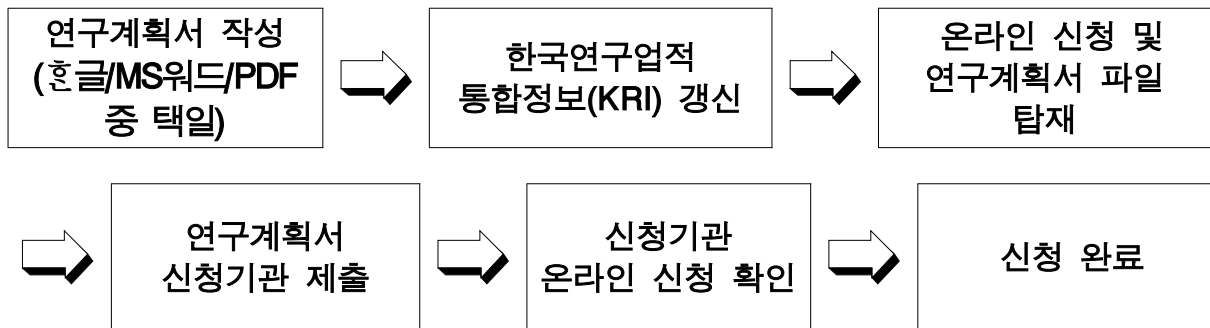 연구계획서 작성
(ᄒᆞᆫ글/MS워드/PDF
중 택일)
한국연구업적
통합정보(KRI) 갱신
온라인 신청 및
연구계획서 파일
탑재
연구계획서
신청기관 제출
신청기관
온라인 신청 확인
신청 완료